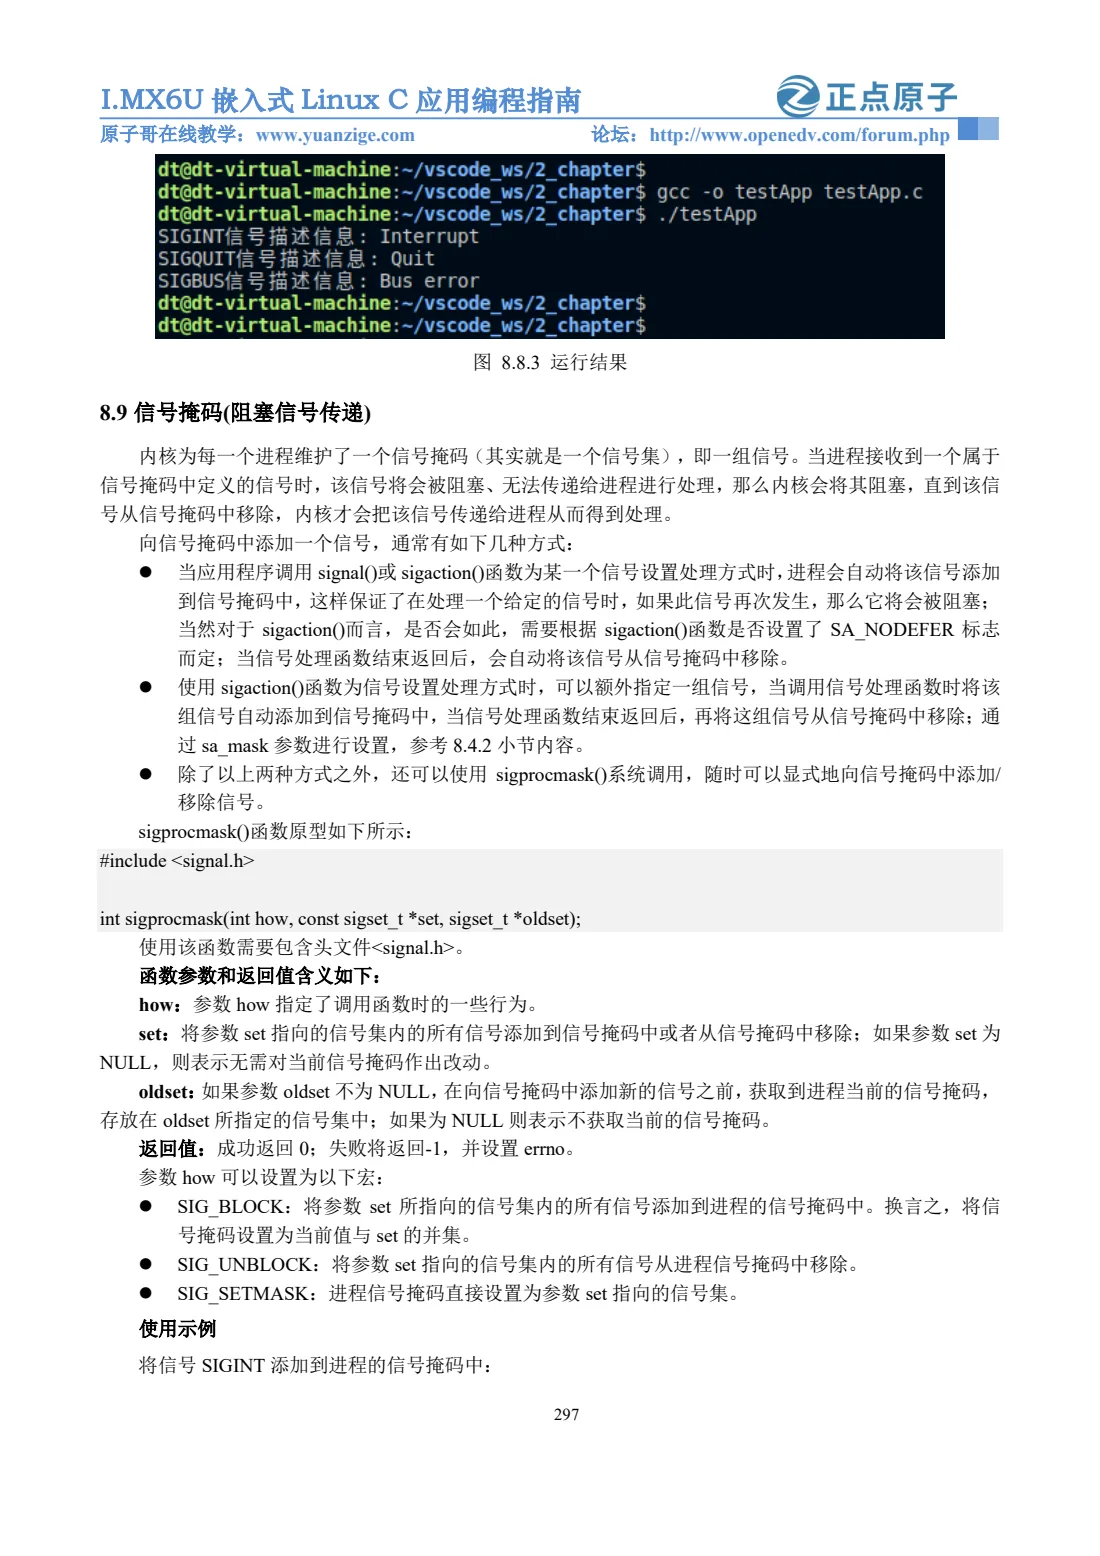 I.MX6U 嵌入式 Linux C 应用编程指南
正点原子
原子哥在线教学：www.yuanzige.com 论坛：http://www.openedv.com/forum.php
dt@dt-virtual-machine:~/vscode_ws/2_chapter$
dt@dt-virtual-machine:~/vscode_ws/2_chapter$ gcc -o testApp testApp.c
dt@dt-virtual-machine:~/vscode_ws/2_chapter$ ./testApp
SIGINT信号描述信息: Interrupt
SIGQUIT信号描述信息: Quit
SIGBUS信号描述信息: Bus error
dt@dt-virtual-machine:~/vscode_ws/2_chapter$
dt@dt-virtual-machine:~/vscode_ws/2_chapter$
图 8.8.3 运行结果
8.9 信号掩码(阻塞信号传递)
内核为每一个进程维护了一个信号掩码（其实就是一个信号集），即一组信号。当进程接收到一个属于
信号掩码中定义的信号时，该信号将会被阻塞、无法传递给进程进行处理，那么内核会将其阻塞，直到该信
号从信号掩码中移除，内核才会把该信号传递给进程从而得到处理。
向信号掩码中添加一个信号，通常有如下几种方式：
● 当应用程序调用 signal()或 sigaction()函数为某一个信号设置处理方式时，进程会自动将该信号添加
到信号掩码中，这样保证了在处理一个给定的信号时，如果此信号再次发生，那么它将会被阻塞；
当然对于 sigaction()而言，是否会如此，需要根据 sigaction()函数是否设置了 SA_NODEFER 标志
而定；当信号处理函数结束返回后，会自动将该信号从信号掩码中移除。
● 使用 sigaction()函数为信号设置处理方式时，可以额外指定一组信号，当调用信号处理函数时将该
组信号自动添加到信号掩码中，当信号处理函数结束返回后，再将这组信号从信号掩码中移除；通
过 sa_mask 参数进行设置，参考 8.4.2 小节内容。
● 除了以上两种方式之外，还可以使用 sigprocmask()系统调用，随时可以显式地向信号掩码中添加/
移除信号。
sigprocmask()函数原型如下所示：
#include <signal.h>
int sigprocmask(int how, const sigset_t *set, sigset_t *oldset);
使用该函数需要包含头文件<signal.h>。
函数参数和返回值含义如下：
how：参数 how 指定了调用函数时的一些行为。
set：将参数 set 指向的信号集内的所有信号添加到信号掩码中或者从信号掩码中移除；如果参数 set 为
NULL，则表示无需对当前信号掩码作出改动。
oldset：如果参数 oldset 不为 NULL，在向信号掩码中添加新的信号之前，获取到进程当前的信号掩码，
存放在 oldset 所指定的信号集中；如果为 NULL 则表示不获取当前的信号掩码。
返回值：成功返回 0；失败将返回-1，并设置 errno。
参数 how 可以设置为以下宏：
● SIG_BLOCK：将参数 set 所指向的信号集内的所有信号添加到进程的信号掩码中。换言之，将信
号掩码设置为当前值与 set 的并集。
● SIG_UNBLOCK：将参数 set 指向的信号集内的所有信号从进程信号掩码中移除。
● SIG_SETMASK：进程信号掩码直接设置为参数 set 指向的信号集。
使用示例
将信号 SIGINT 添加到进程的信号掩码中：
297